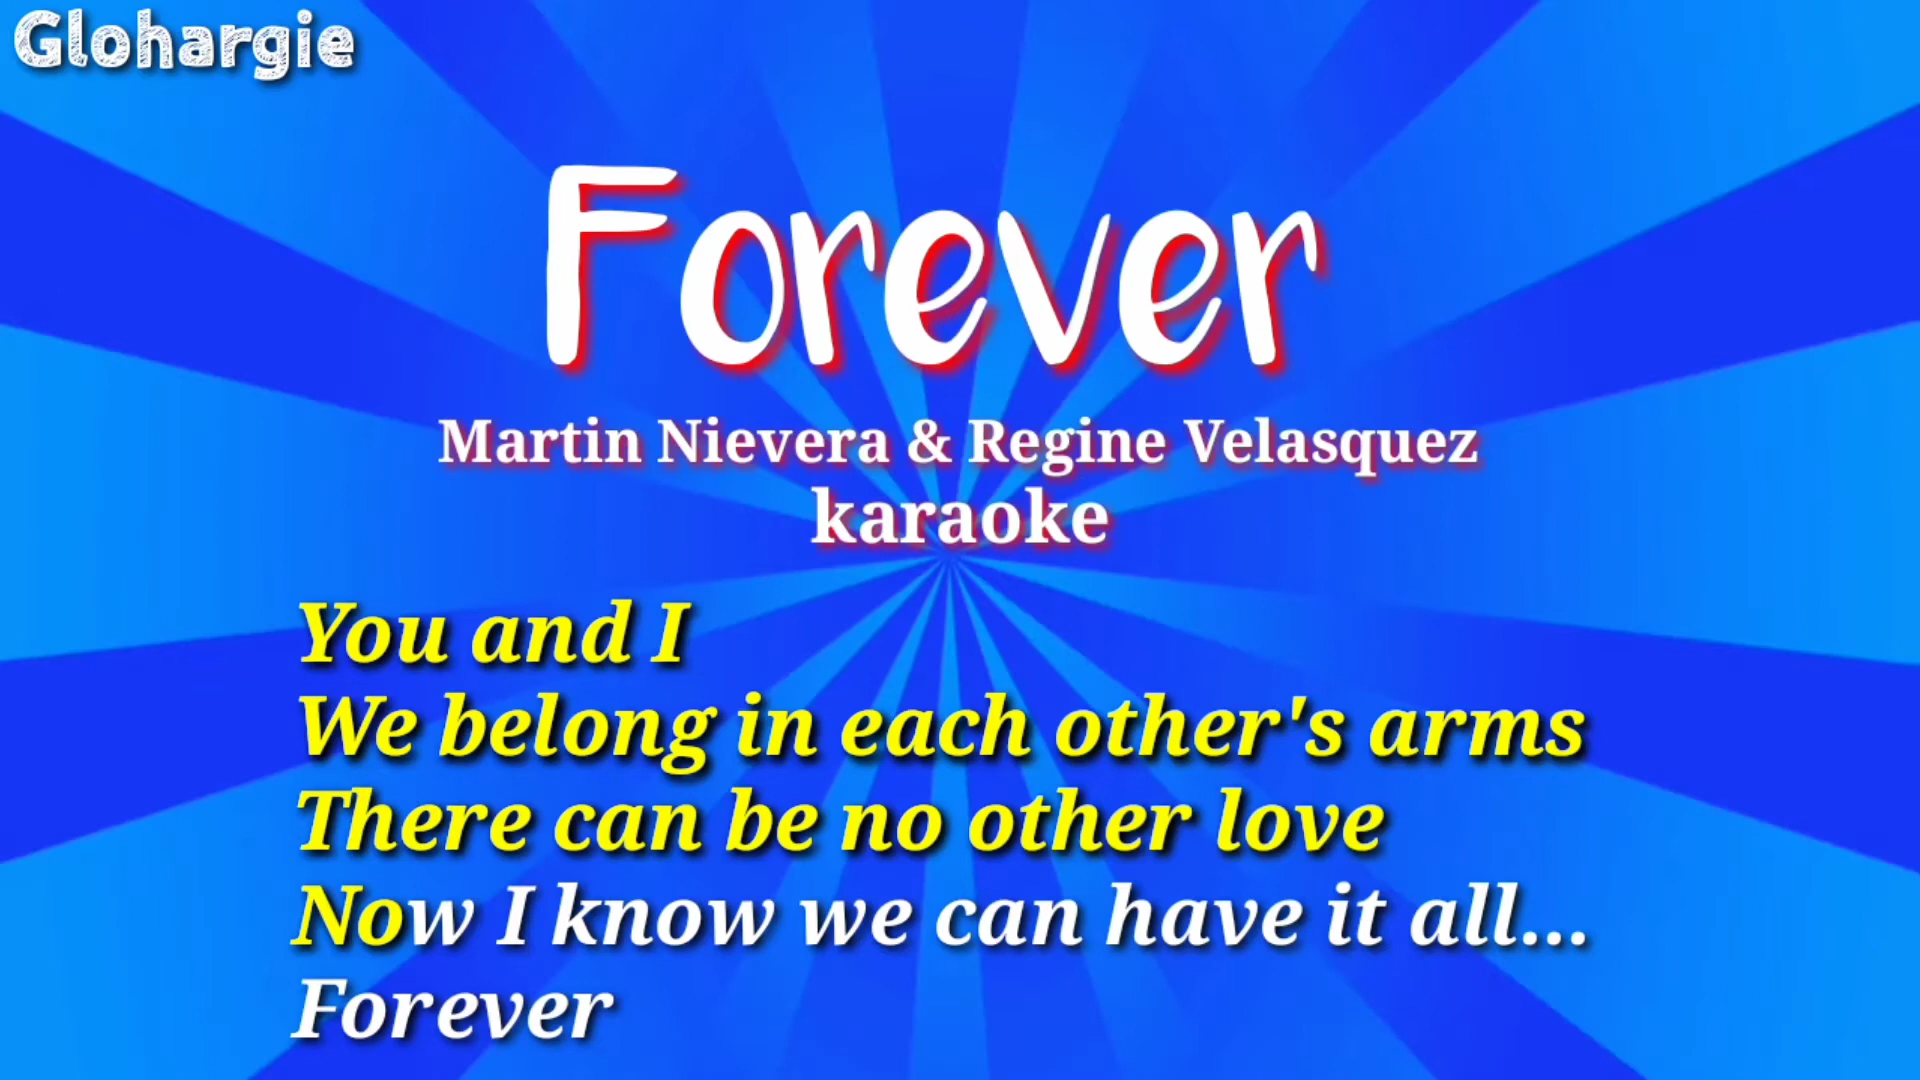 Glohargie
Forever
Martin Nievera & Regine Velasquez
karaoke
You and I
We belong in each other's arms
There can be no other love
Now I know we can have it all...
Forever